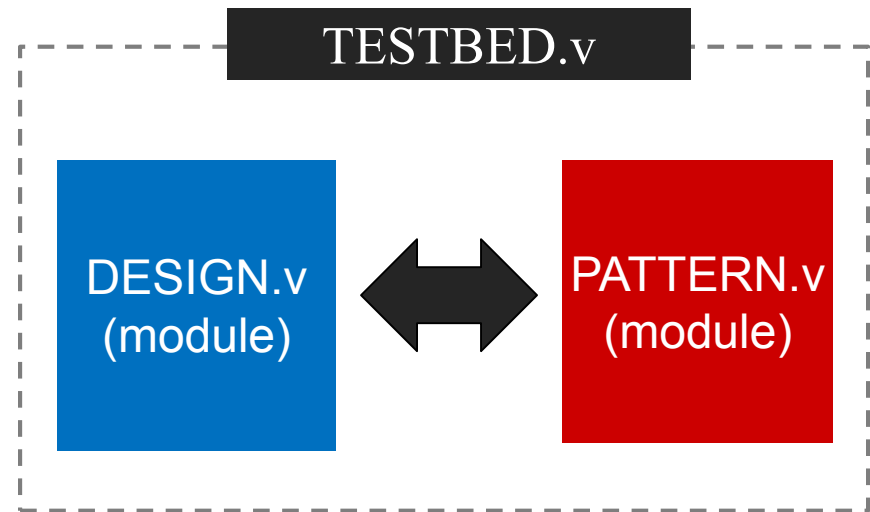 TESTBED.v
DESIGN.v
(module)
PATTERN.v
(module)